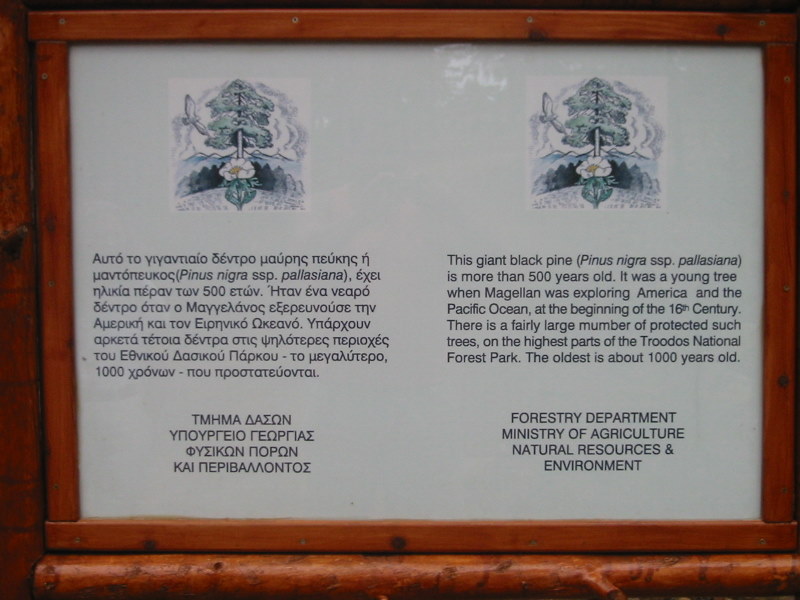 Αυτό το γιγαντιαίο δέντρο μαύρης πεύκης ή
μαντόπευκος(Pinus nigra ssp. pallasiana), έχει
ηλικία πέραν των 500 ετών. Ήταν ένα νεαρό
δέντρο όταν ο Μαγγελάνος εξερευνούσε την
Αμερική και τον Ειρηνικό Ωκεανό. Υπάρχουν
αρκετά τέτοια δέντρα στις ψηλότερες περιοχές
του Εθνικού Δασικού Πάρκου - το μεγαλύτερο,
1000 χρόνων - που προστατεύονται.
ΤΜΗΜΑ ΔΑΣΩΝ
ΥΠΟΥΡΓΕΙΟ ΓΕΩΡΓΙΑΣ
ΦΥΣΙΚΩΝ ΠΟΡΩΝ
ΚΑΙ ΠΕΡΙΒΑΛΛΟΝΤΟΣ
This giant black pine (Pinus nigra ssp. pallasiana)
is more than 500 years old. It was a young tree
when Magellan was exploring America and the
Pacific Ocean, at the beginning of the 16th Century.
There is a fairly large mumber of protected such
trees, on the highest parts of the Troodos National
Forest Park. The oldest is about 1000 years old.
FORESTRY DEPARTMENT
MINISTRY OF AGRICULTURE
NATURAL RESOURCES &
ENVIRONMENT